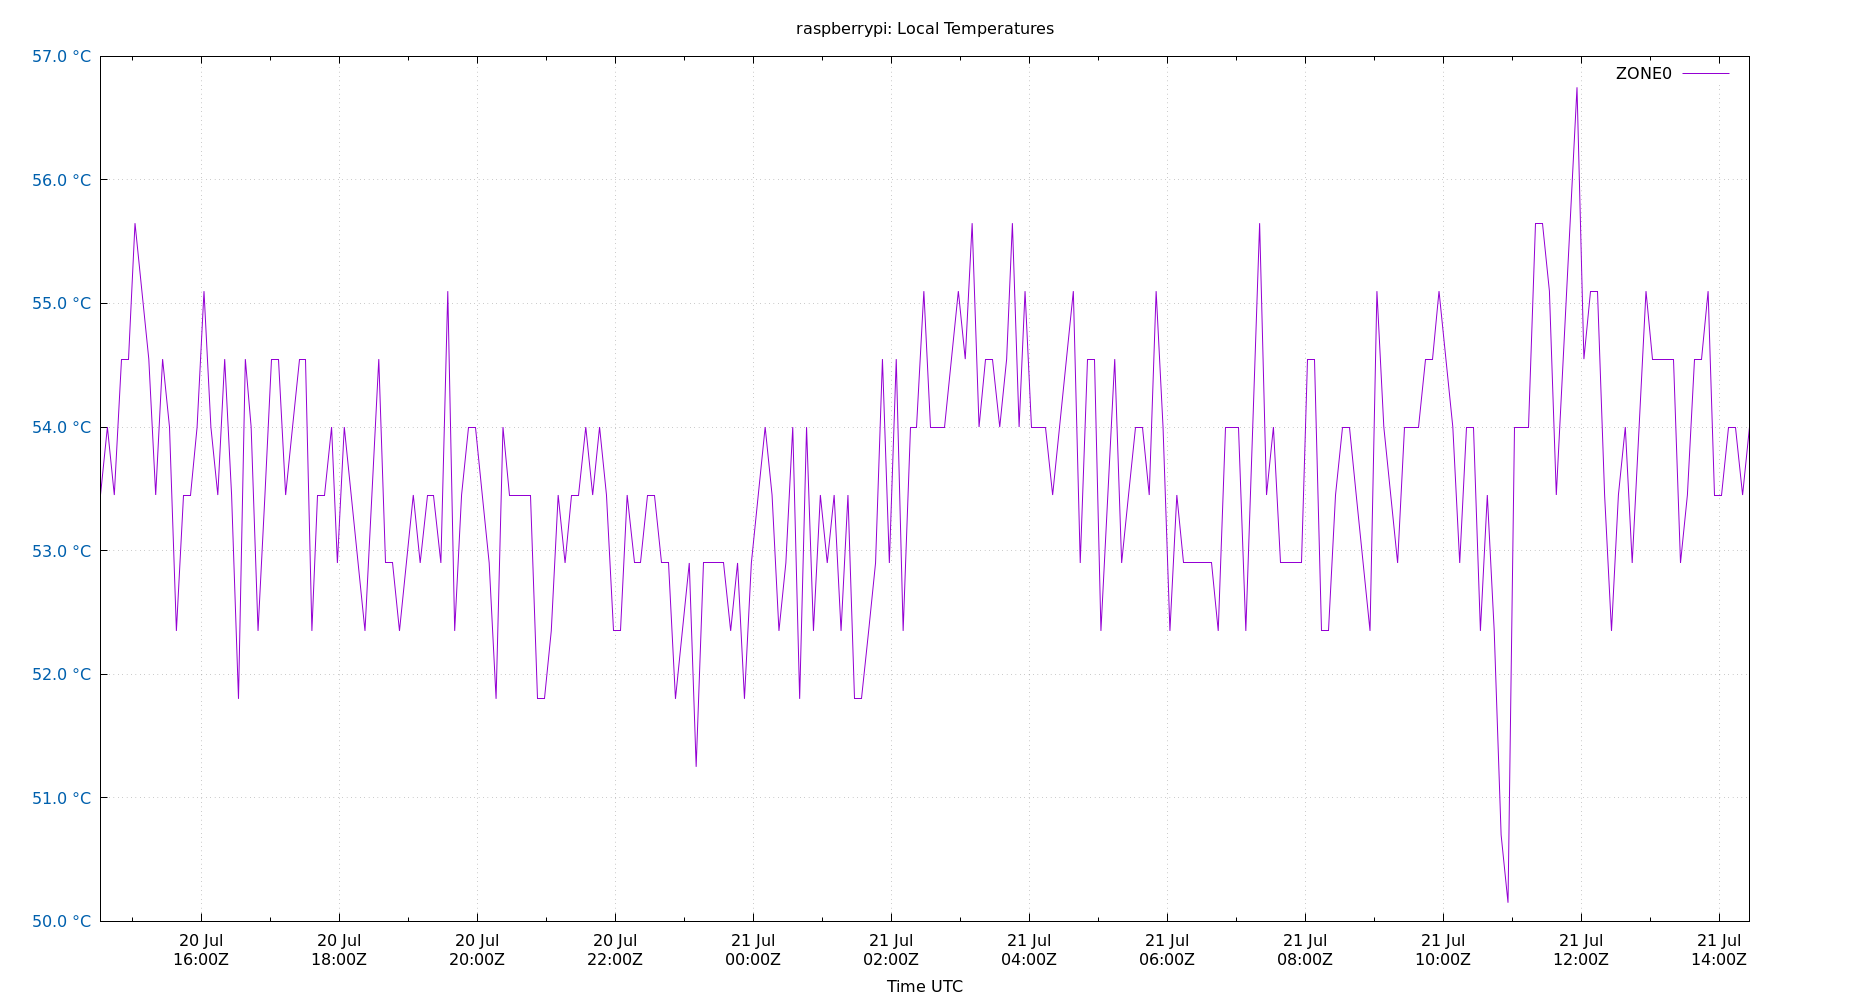 raspberrypi: Local Temperatures
57.0 °C
ZONE0
56.0 °C
55.0 °C
54.0 °C
53.0 °C
52.0 °C
51.0 °C
50.0 °C
20 Jul 20 Jul 20 Jul 20 Jul 21 Jul 21 Jul 21 Jul 21 Jul 21 Jul 21 Jul 21 Jul 21 Jul
16:00Z 18:00Z 20:00Z 22:00Z 00:00Z 02:00Z 04:00Z 06:00Z 08:00Z 10:00Z 12:00Z 14:00Z
Time UTC